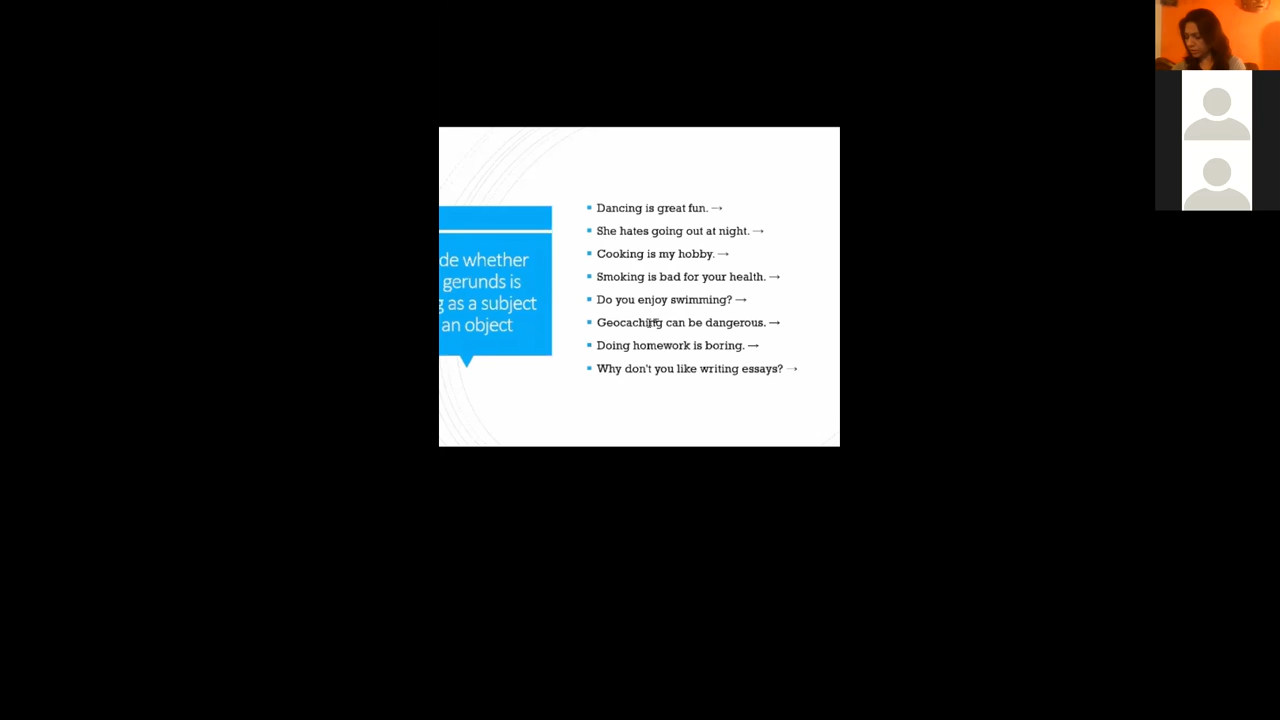 de whether
gerunds is
g as a subject
an object
Dancing is great fun. →
She hates going out at night. →
Cooking is my hobby. →
Smoking is bad for your health. →
Do you enjoy swimming? →
Geocaching can be dangerous. →
Doing homework is boring. →
Why don't you like writing essays? →